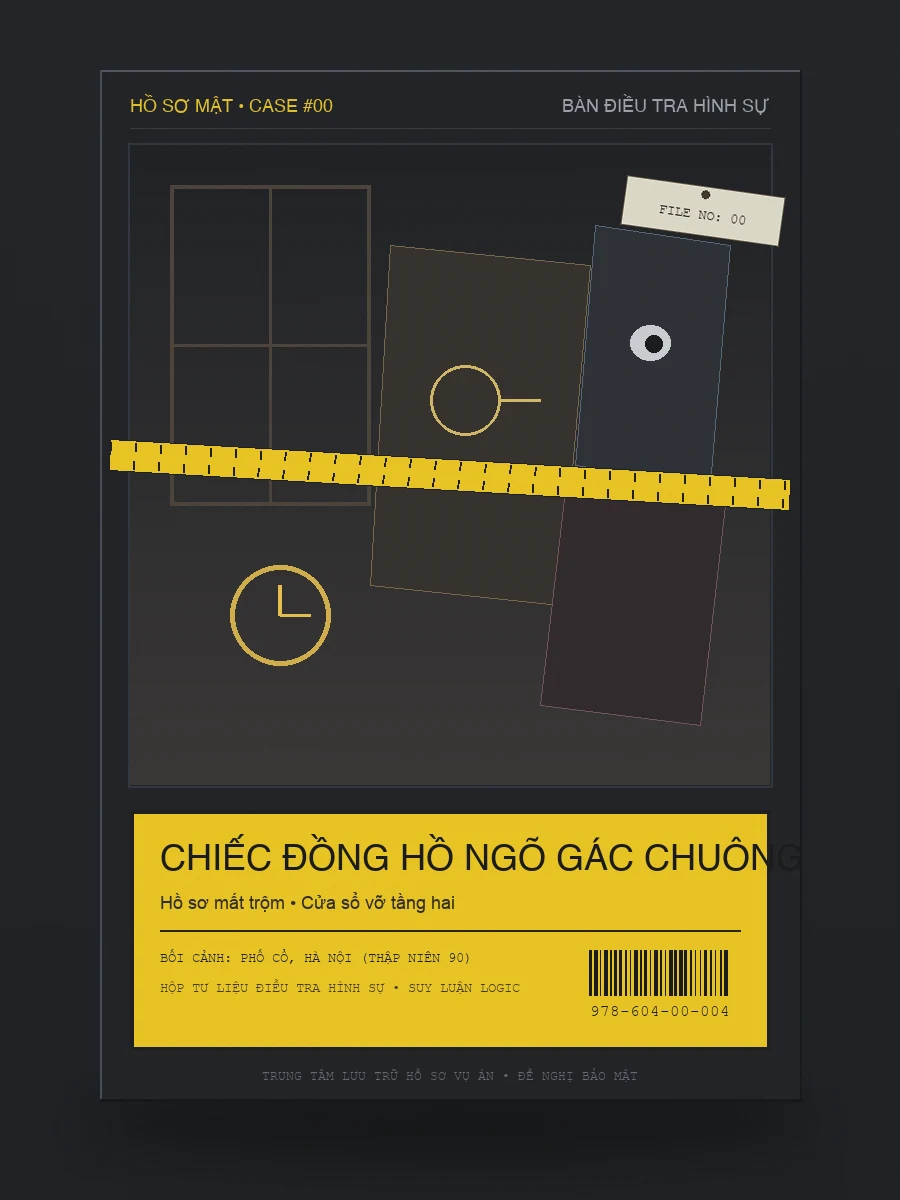 HỒ SƠ MẬT • CASE #00
BÀN ĐIỀU TRA HÌNH SỰ
FILE NO: 00
CHIẾC ĐỒNG HỒ NGÕ GÁC CHUÔNG
Hồ sơ mất trộm • Cửa sổ vỡ tầng hai
BỐI CẢNH: PHỐ CỔ, HÀ NỘI (THẬP NIÊN 90)
HỘP TƯ LIỆU ĐIỀU TRA HÌNH SỰ • SUY LUẬN LOGIC
978-604-00-004
TRUNG TÂM LƯU TRỮ HỒ SƠ VỤ ÁN • ĐỀ NGHỊ BẢO MẬT